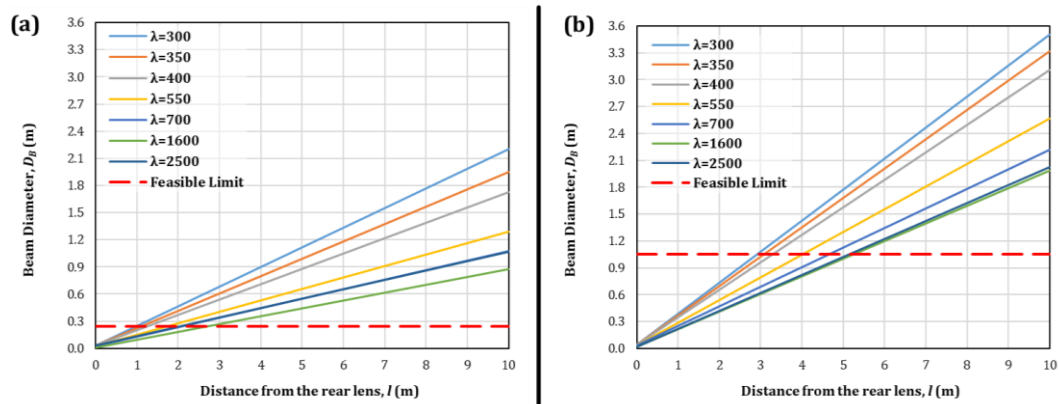 (a)
3.6
3.3
3.0
2.7
2.4
2.1
1.8
1.5
1.2
0.9
0.6
0.3
0.0
Beam Diameter, D_B (m)
λ=300
λ=350
λ=400
λ=550
λ=700
λ=1600
λ=2500
Feasible Limit
0 1 2 3 4 5 6 7 8 9 10
Distance from the rear lens, l (m)
(b)
3.6
3.3
3.0
2.7
2.4
2.1
1.8
1.5
1.2
0.9
0.6
0.3
0.0
Beam Diameter, D_B (m)
λ=300
λ=350
λ=400
λ=550
λ=700
λ=1600
λ=2500
Feasible Limit
0 1 2 3 4 5 6 7 8 9 10
Distance from the rear lens, l (m)